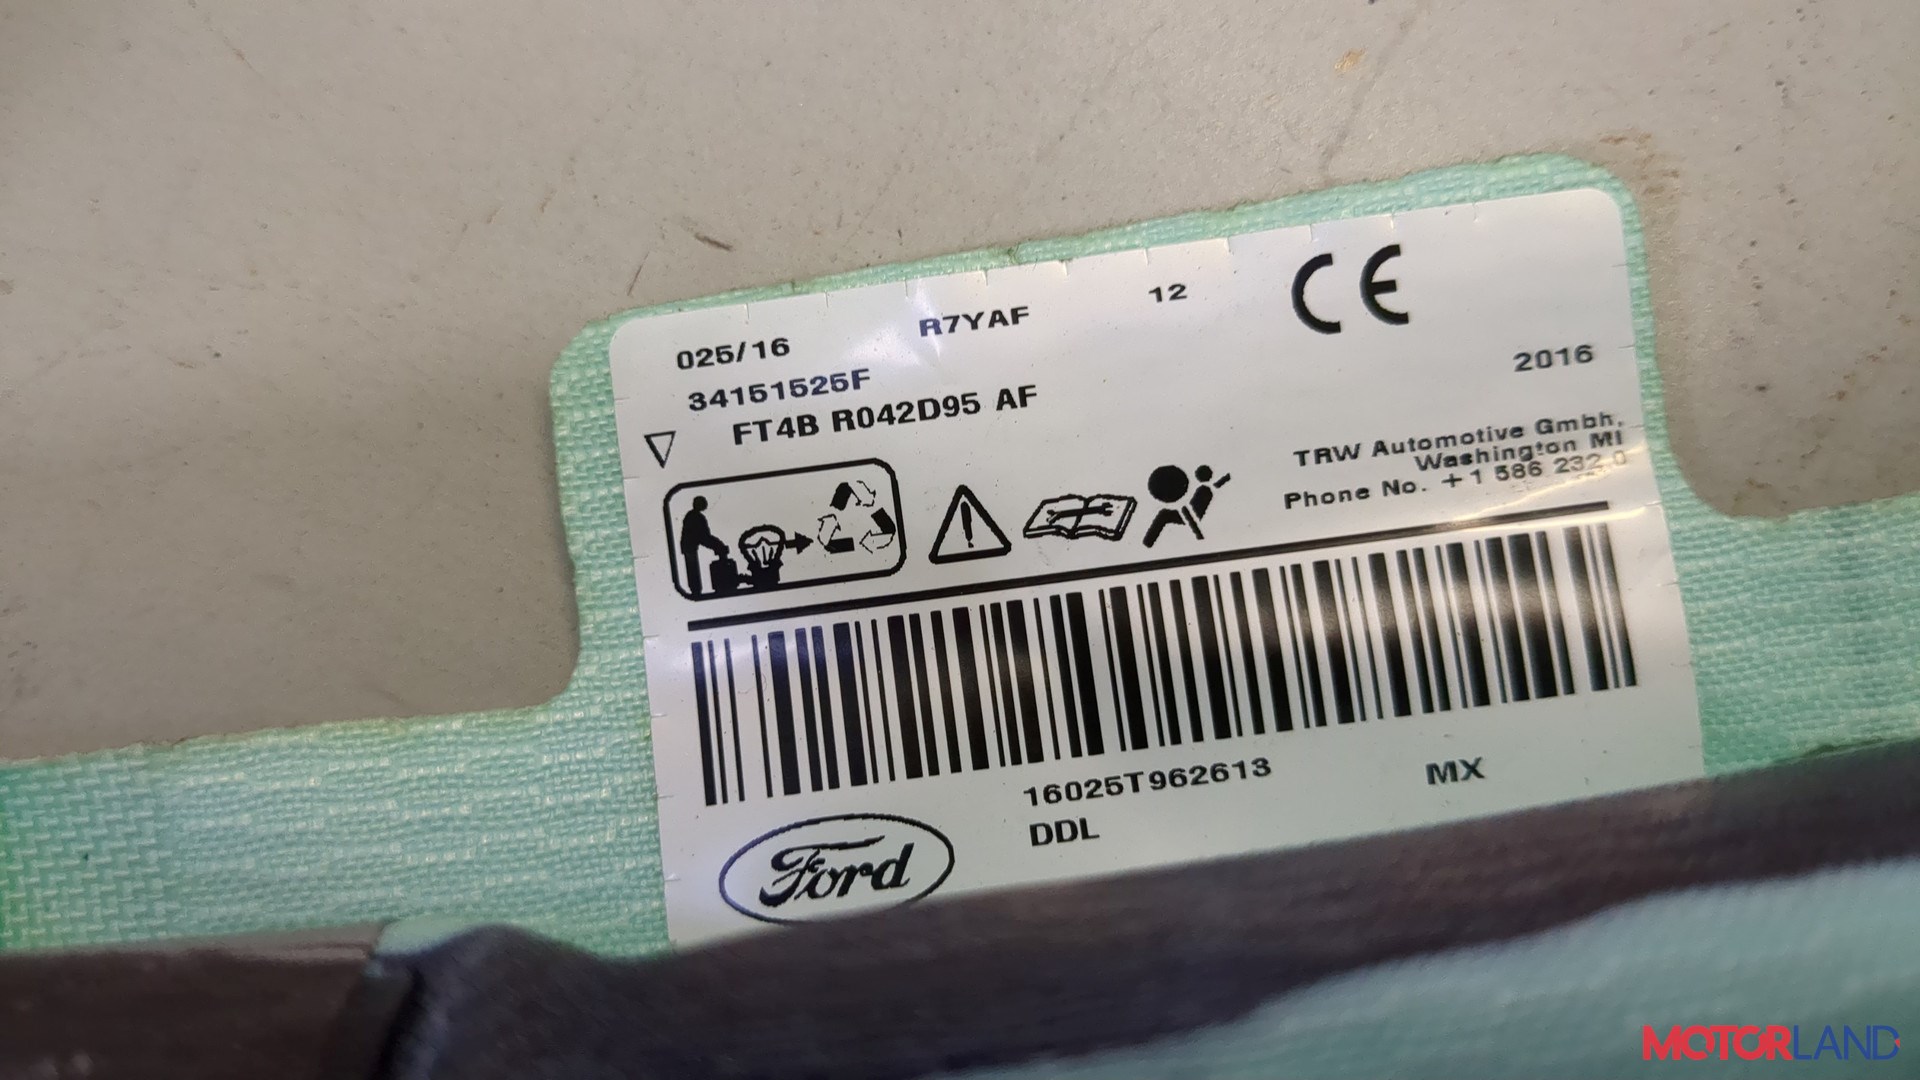 025/16 R7YAF 12 CE
34151525F 2016
FT4B R042D95 AF
TRW Automotive Gmbh,
Washington MI
Phone No. +1 586 232 0
16025T962613 MX
DDL
Ford
MOTORLAND